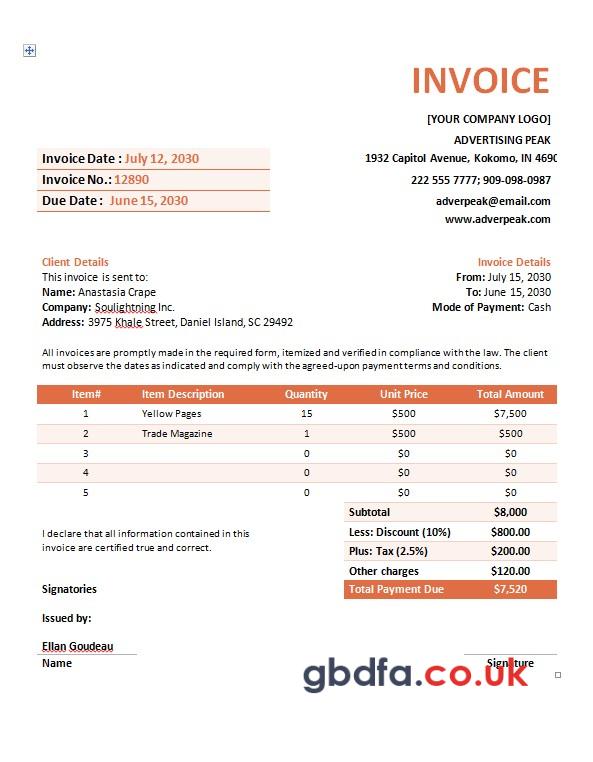 INVOICE
[YOUR COMPANY LOGO]
ADVERTISING PEAK
Invoice Date : July 12, 2030
1932 Capitol Avenue, Kokomo, IN 4690
Invoice No.: 12890
222 555 7777; 909-098-0987
Due Date : June 15, 2030
adverpeak@email.com
www.adverpeak.com
Client Details
Invoice Details
This invoice is sent to:
From: July 15, 2030
Name: Anastasia Crape
To: June 15, 2030
Company: Soulightning Inc.
Mode of Payment: Cash
Address: 3975 Khale Street, Daniel Island, SC 29492
All invoices are promptly made in the required form, itemized and verified in compliance with the law. The client
must observe the dates as indicated and comply with the agreed-upon payment terms and conditions.
Item# Item Description Quantity Unit Price Total Amount
1 Yellow Pages 15 $500 $7,500
2 Trade Magazine 1 $500 $500
3 0 $0 $0
4 0 $0 $0
5 0 $0 $0
Subtotal $8,000
I declare that all information contained in this
invoice are certified true and correct.
Less: Discount (10%) $800.00
Plus: Tax (2.5%) $200.00
Other charges $120.00
Signatories
Total Payment Due $7,520
Issued by:
Ellan Goudeau
Name
Signature
gbdfa.co.uk